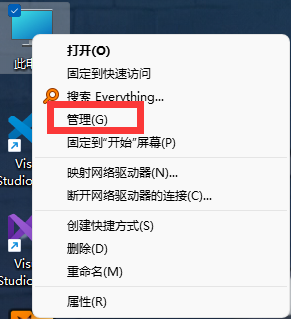 此电
打开(O)
固定到快速访问
搜索 Everything...
管理(G)
固定到"开始"屏幕(P)
Vis
Studio
映射网络驱动器(N)...
断开网络驱动器的连接(C)...
创建快捷方式(S)
删除(D)
Vis
Studio
重命名(M)
属性(R)